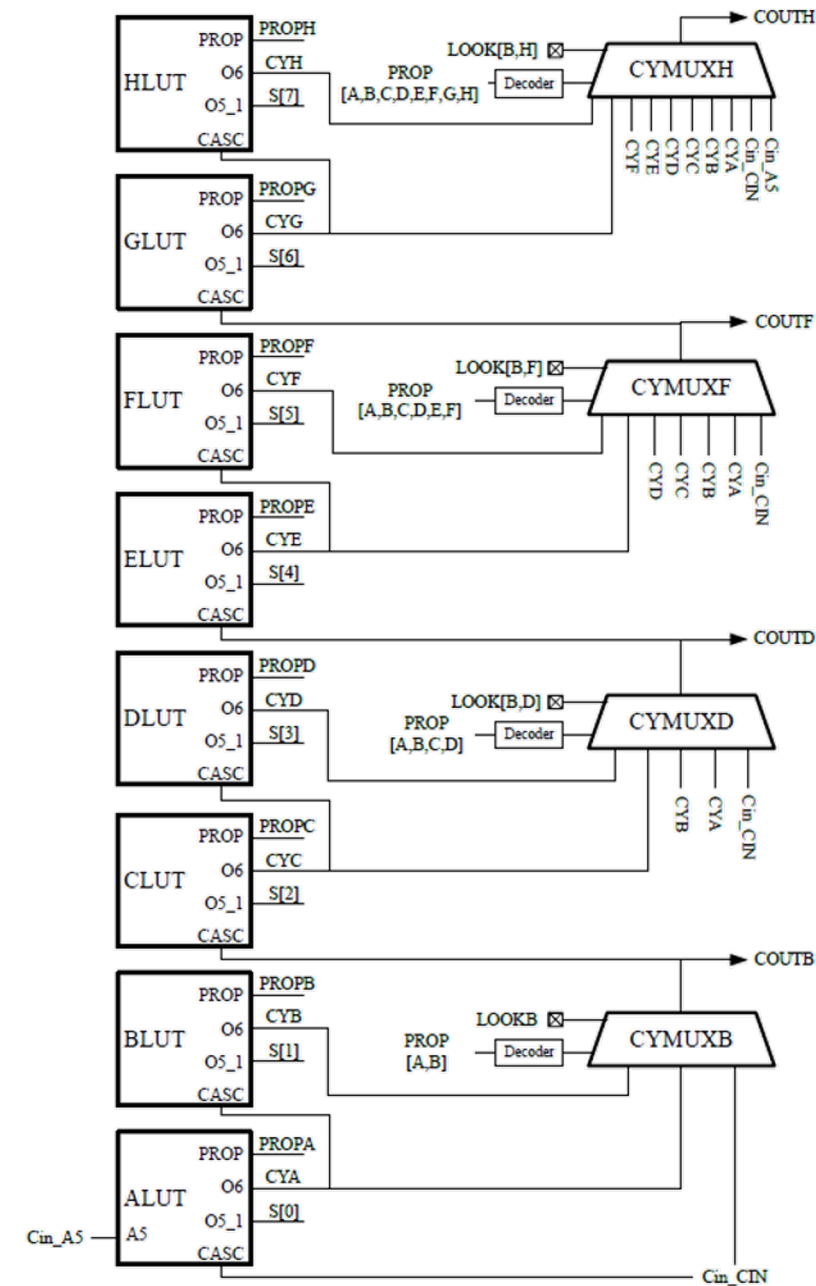 COUTH
PROP PROPH
LOOK[B,H]
HLUT
O6 CYH
PROP
[A,B,C,D,E,F,G,H]
Decoder
CYMUXH
O5_1 S[7]
CASC
CYF CYE CYD CYC CYB CYA Cin_CIN Cin_A5
PROP PROPG
GLUT
O6 CYG
O5_1 S[6]
CASC
COUTF
PROP PROPF
LOOK[B,F]
FLUT
O6 CYF
PROP
[A,B,C,D,E,F]
Decoder
CYMUXF
O5_1 S[5]
CASC
CYD CYC CYB CYA Cin_CIN
PROP PROPE
ELUT
O6 CYE
O5_1 S[4]
CASC
COUTD
PROP PROPD
LOOK[B,D]
DLUT
O6 CYD
PROP
[A,B,C,D]
Decoder
CYMUXD
O5_1 S[3]
CASC
CYB CYA Cin_CIN
PROP PROPC
CLUT
O6 CYC
O5_1 S[2]
CASC
COUTB
PROP PROPB
LOOKB
BLUT
O6 CYB
PROP
[A,B]
Decoder
CYMUXB
O5_1 S[1]
CASC
PROP PROPA
ALUT
O6 CYA
O5_1 S[0]
Cin_A5 A5
CASC
Cin_CIN